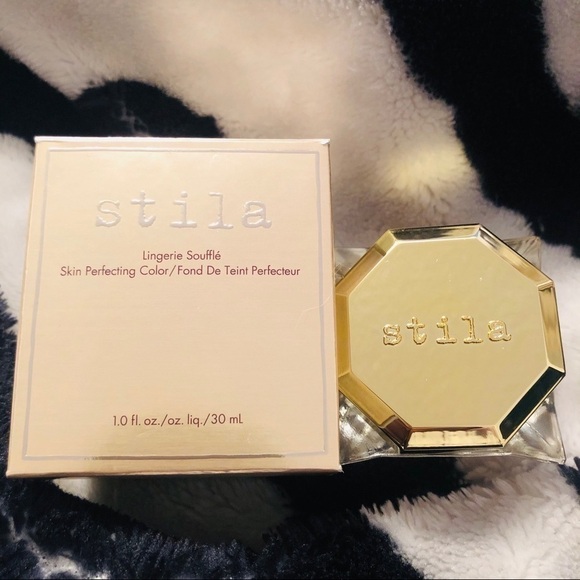 stila
Lingerie Soufflé
Skin Perfecting Color/Fond De Teint Perfecteur
1.0 fl. oz./oz. liq./30 mL
stila